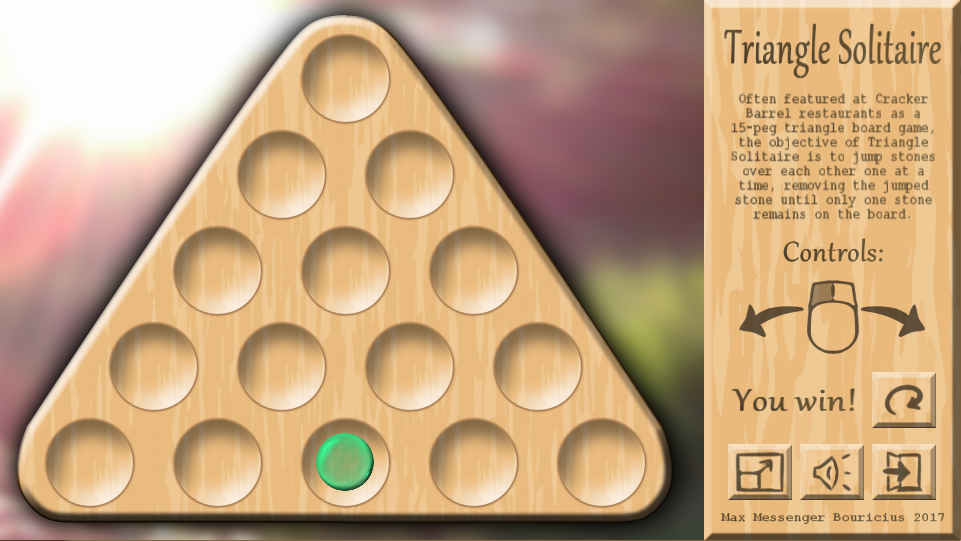 Triangle Solitaire
Often featured at Cracker
Barrel restaurants as a
15-peg triangle board game,
the objective of Triangle
Solitaire is to jump stones
over each other one at a
time, removing the jumped
stone until only one stone
remains on the board.
Controls:
You win!
Max Messenger Bouricius 2017